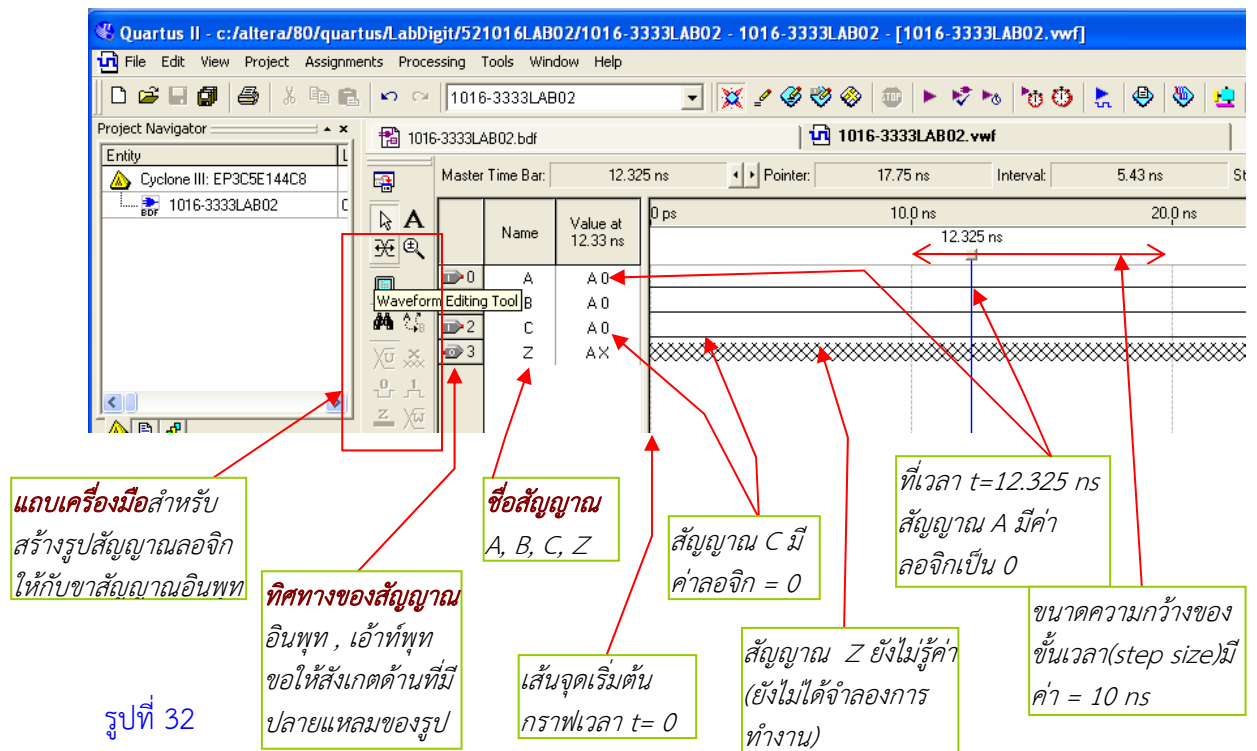 Quartus II - c:/altera/80/quartus/LabDigit/521016LAB02/1016-3333LAB02 - 1016-3333LAB02 - [1016-3333LAB02.vwf]
File Edit View Project Assignments Processing Tools Window Help
1016-3333LAB02
Project Navigator
1016-3333LAB02.bdf
1016-3333LAB02.vwf
Entity
Cyclone III: EP3C5E144C8
BDF 1016-3333LAB02
Master Time Bar: 12.325 ns Pointer: 17.75 ns Interval: 5.43 ns St
Name
Value at
12.33 ns
0 ps 10.0 ns 20.0 ns
12.325 ns
0 A A 0
Waveform Editing Tool
B A 0
2 C A 0
3 Z A X
แถบเครื่องมือสำหรับ
สร้างรูปสัญญาณลอจิก
ให้กับขาสัญญาณอินพุท
ทิศทางของสัญญาณ
อินพุท , เอ้าท์พุท
ขอให้สังเกตด้านที่มี
ปลายแหลมของรูป
ชื่อสัญญาณ
A, B, C, Z
เส้นจุดเริ่มต้น
กราฟเวลา t= 0
สัญญาณ C มี
ค่าลอจิก = 0
สัญญาณ Z ยังไม่รู้ค่า
(ยังไม่ได้จำลองการ
ทำงาน)
ที่เวลา t=12.325 ns
สัญญาณ A มีค่า
ลอจิกเป็น 0
ขนาดความกว้างของ
ขั้นเวลา(step size)มี
ค่า = 10 ns
รูปที่ 32